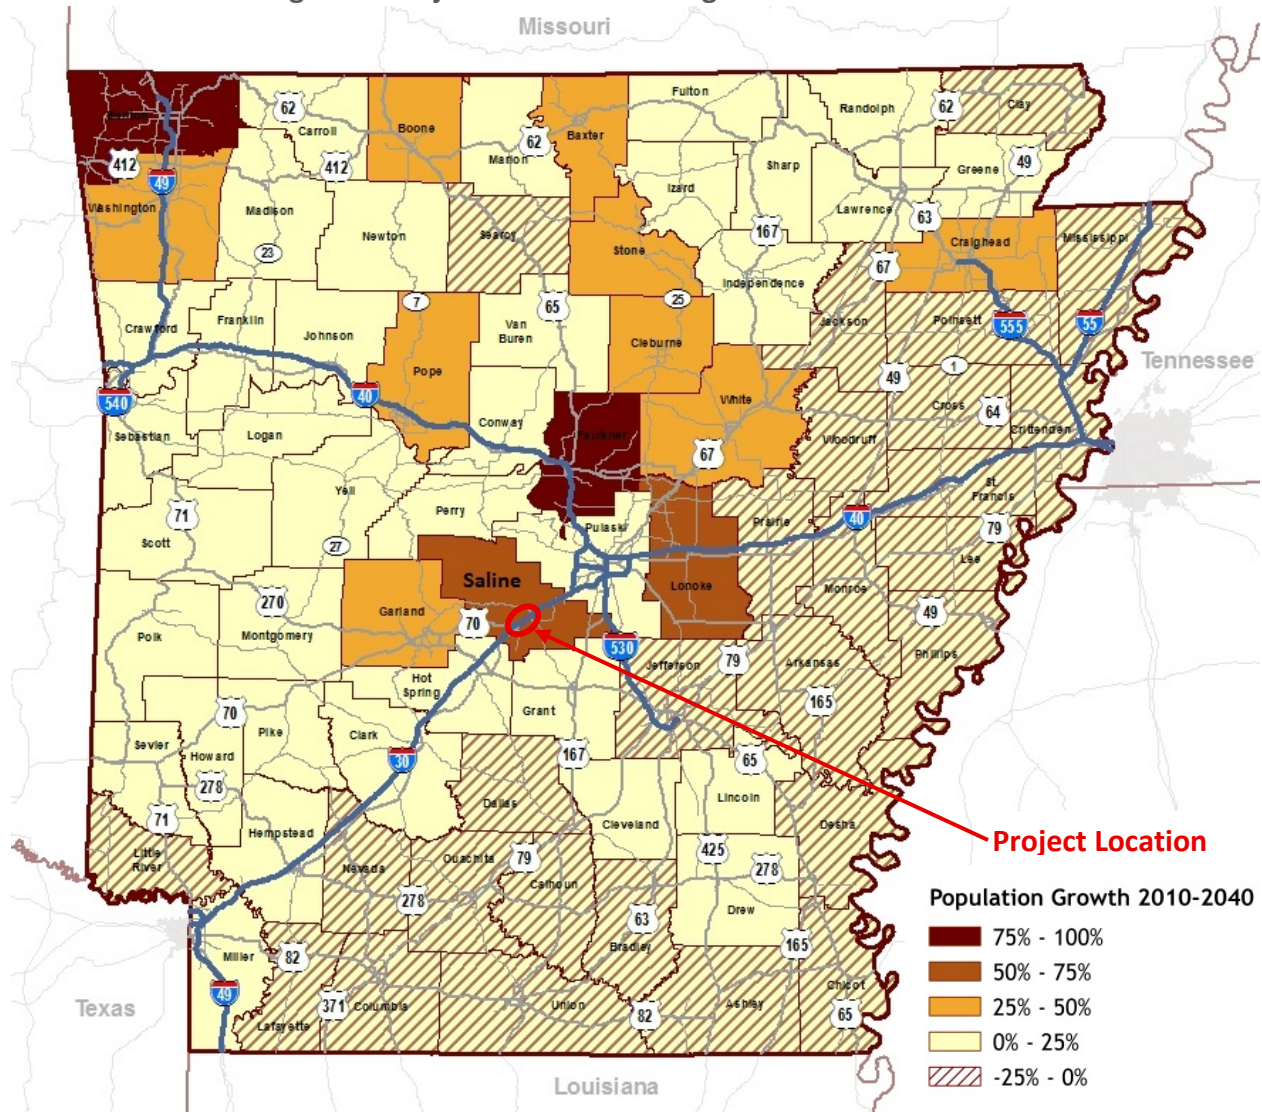 Missouri
62
Carroll
412
Boone
Marion
62
Baxter
Fulton
Randolph
62
Clay
412
49
Washington
Madison
23
Newton
Searcy
Izard
Sharp
Greene
49
Lawrence
63
167
Stone
67
Craighead
Mississippi
Independence
Crawford
Franklin
Johnson
7
65
Van
Buren
25
Cleburne
Jackson
Poinsett
555
55
Tennessee
540
40
Pope
Conway
Faulkner
White
49
1
Cross
64
Crittenden
Sebastian
Logan
67
Woodruff
St.
Francis
71
Yell
Perry
Pulaski
Prairie
40
79
Scott
27
Lee
Saline
Lonoke
Monroe
270
Garland
70
49
Polk
Montgomery
530
Jefferson
79
Arkansas
Phillips
Hot
Spring
165
70
Pike
Clark
Grant
Sevier
Howard
30
167
65
278
71
Lincoln
Dallas
Hempstead
Cleveland
Desha
Project Location
Little
River
Nevada
Ouachita
79
425
278
Calhoun
278
63
Drew
Population Growth 2010-2040
Bradley
165
75% - 100%
Miller
82
50% - 75%
Texas
49
371
Columbia
Union
82
Ashley
Chicot
65
25% - 50%
Lafayette
0% - 25%
Louisiana
-25% - 0%